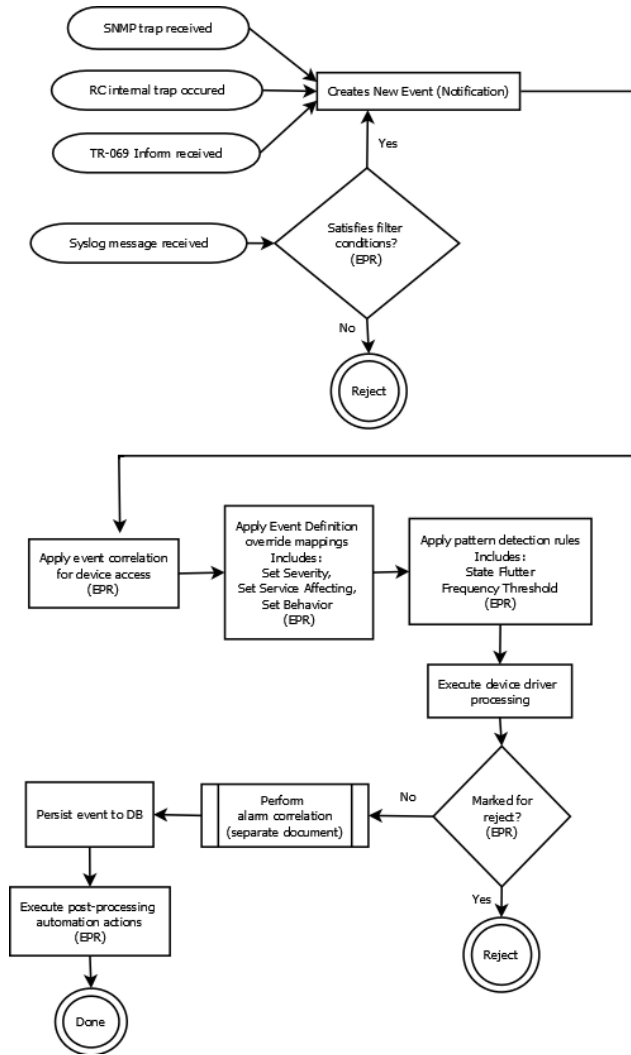 SNMP trap received
RC internal trap occured
Creates New Event (Notification)
TR-069 Inform received
Yes
Syslog message received
Satisfies filter
conditions?
(EPR)
No
Reject
Apply event correlation
for device access
(EPR)
Apply Event Definition
override mappings
Includes:
Set Severity,
Set Service Affecting,
Set Behavior
(EPR)
Apply pattern detection rules
Includes:
State Flutter
Frequency Threshold
(EPR)
Execute device driver
processing
Marked for
reject?
(EPR)
No
Yes
Reject
Perform
alarm correlation
(separate document)
Persist event to DB
Execute post-processing
automation actions
(EPR)
Done